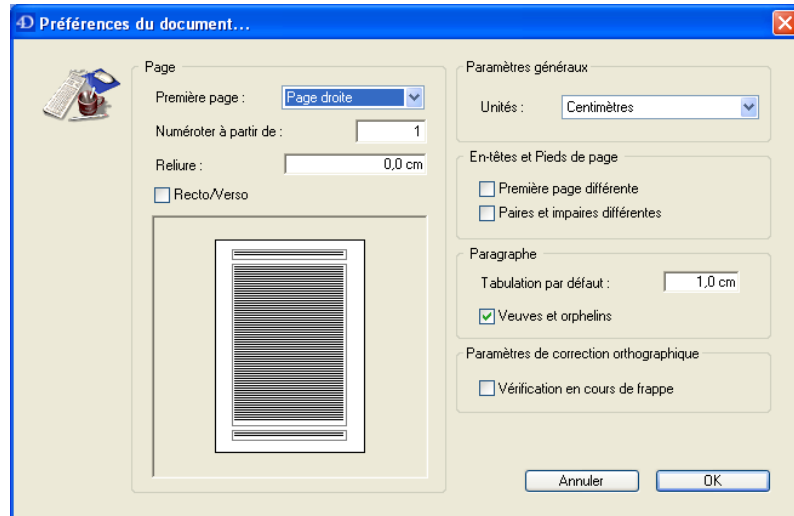 4D Préférences du document...
Page
Première page : Page droite
Numéroter à partir de : 1
Reliure : 0,0 cm
Recto/Verso
Paramètres généraux
Unités : Centimètres
En-têtes et Pieds de page
Première page différente
Paires et impaires différentes
Paragraphe
Tabulation par défaut : 1,0 cm
Veuves et orphelins
Paramètres de correction orthographique
Vérification en cours de frappe
Annuler OK